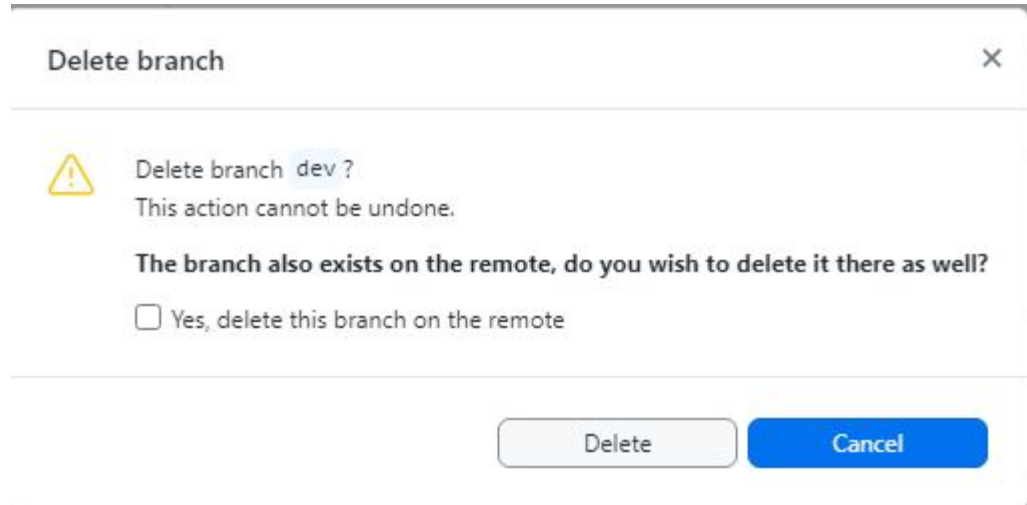 Delete branch
Delete branch dev ?
This action cannot be undone.
The branch also exists on the remote, do you wish to delete it there as well?
Yes, delete this branch on the remote
Delete Cancel